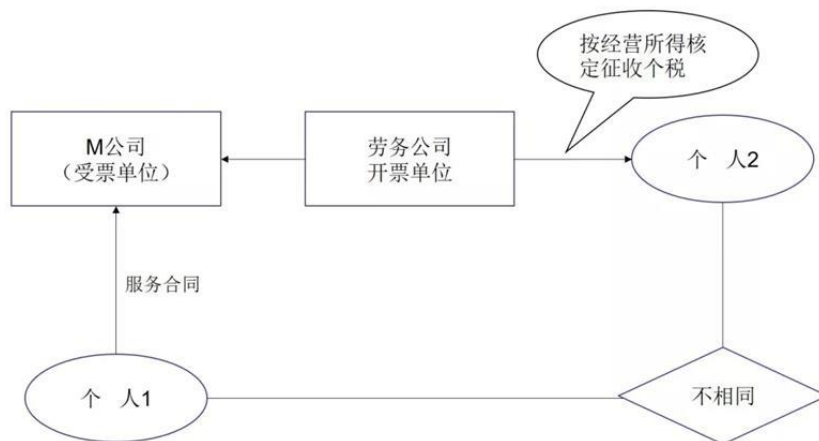 按经营所得核
定征收个税
M公司
（受票单位）
劳务公司
开票单位
个 人2
服务合同
个 人1
不相同